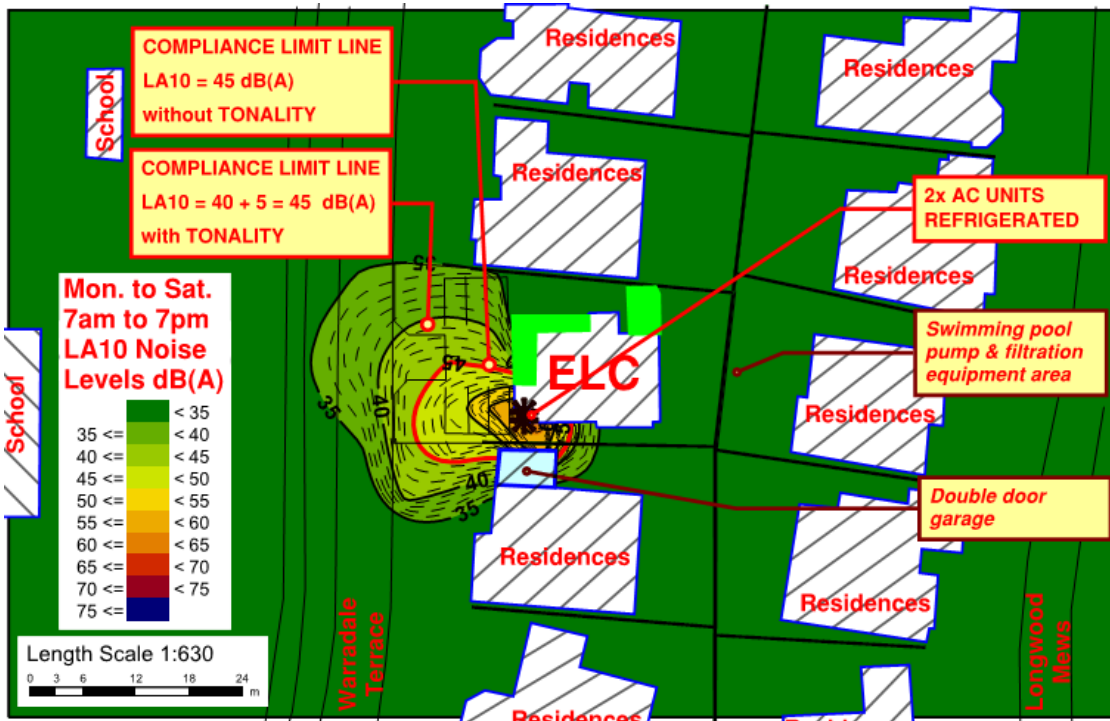 COMPLIANCE LIMIT LINE
LA10 = 45 dB(A)
without TONALITY
COMPLIANCE LIMIT LINE
LA10 = 40 + 5 = 45 dB(A)
with TONALITY
School
School
Residences
Residences
Residences
Residences
2x AC UNITS
REFRIGERATED
Swimming pool
pump & filtration
equipment area
Double door
garage
Residences
Residences
Residences
Residences
Residences
ELC
35
35
40
45
40
35
Mon. to Sat.
7am to 7pm
LA10 Noise
Levels dB(A)
< 35
35 <= < 40
40 <= < 45
45 <= < 50
50 <= < 55
55 <= < 60
60 <= < 65
65 <= < 70
70 <= < 75
75 <=
Length Scale 1:630
0 3 6 12 18 24
m
Warradale
Terrace
Longwood
Mews